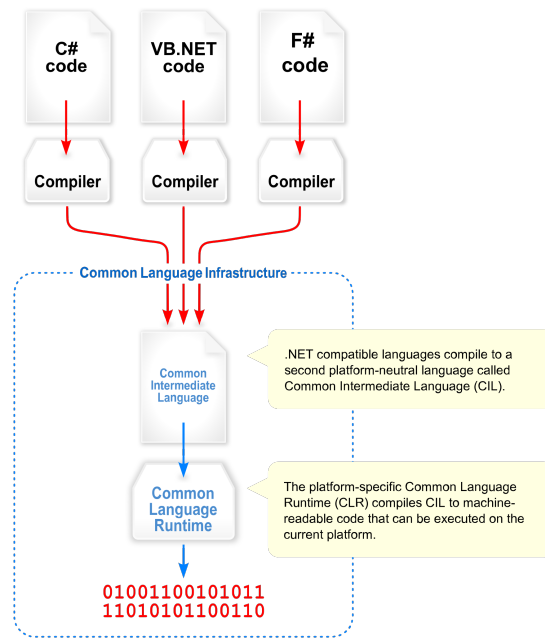 C#
code
VB.NET
code
F#
code
Compiler
Compiler
Compiler
Common Language Infrastructure
Common
Intermediate
Language
.NET compatible languages compile to a
second platform-neutral language called
Common Intermediate Language (CIL).
Common
Language
Runtime
The platform-specific Common Language
Runtime (CLR) compiles CIL to machine-
readable code that can be executed on the
current platform.
01001100101011
11010101100110